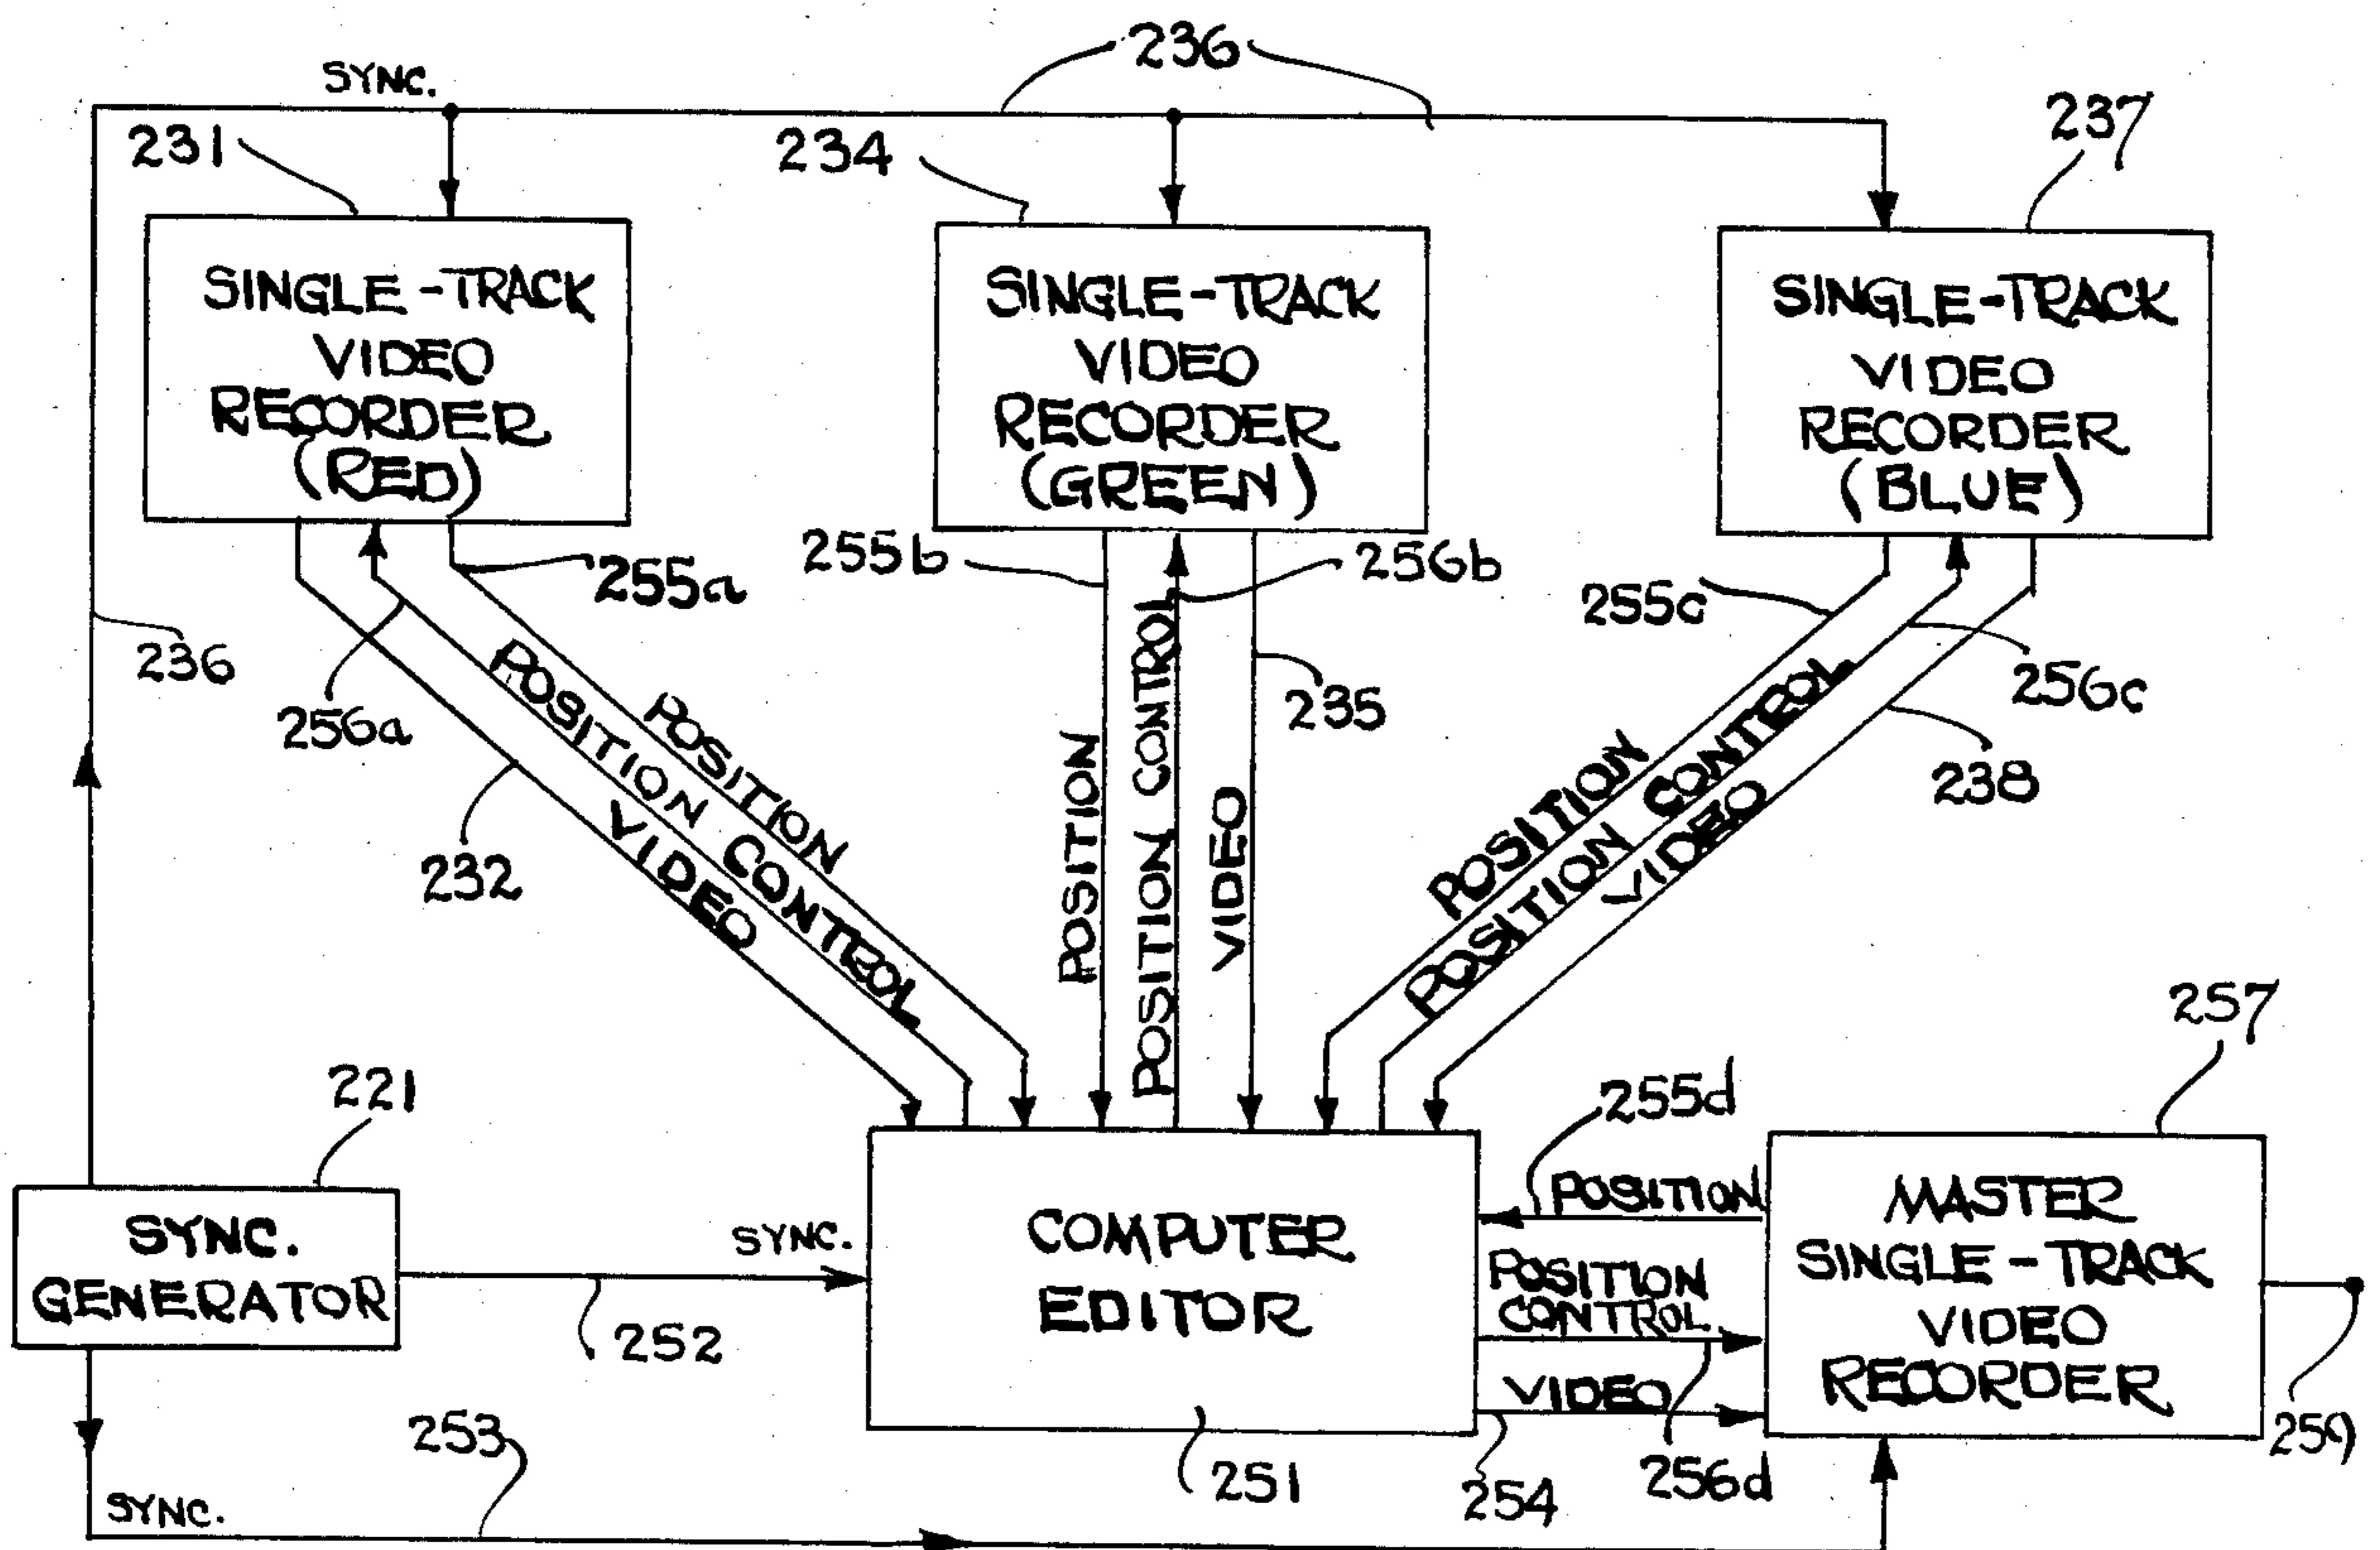 236
SYNC.
231
234
237
SINGLE-TRACK
VIDEO
RECORDER
(RED)
SINGLE-TRACK
VIDEO
RECORDER
(GREEN)
SINGLE-TRACK
VIDEO
RECORDER
(BLUE)
255a
255b
256b
255c
236
256a
235
256c
232
238
POSITION
POSITION CONTROL
VIDEO
POSITION
POSITION CONTROL
VIDEO
POSITION
POSITION CONTROL
VIDEO
257
221
255d
SYNC.
GENERATOR
SYNC.
252
COMPUTER
EDITOR
POSITION
POSITION
CONTROL
VIDEO
MASTER
SINGLE-TRACK
VIDEO
RECORDER
259
253
251
254
256d
SYNC.